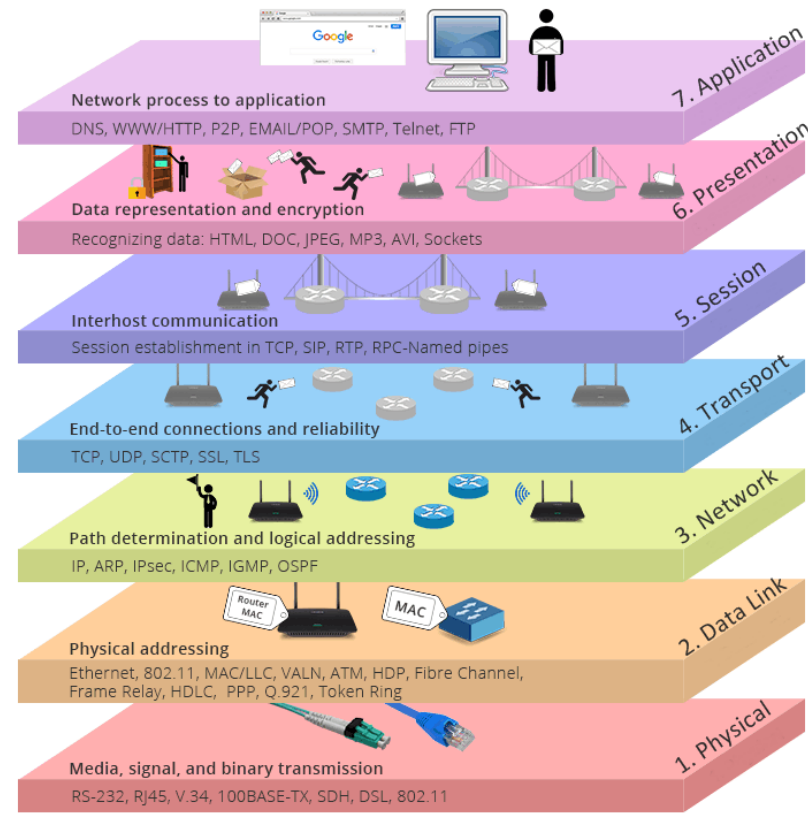 Google
7. Application
Network process to application
DNS, WWW/HTTP, P2P, EMAIL/POP, SMTP, Telnet, FTP
6. Presentation
Data representation and encryption
Recognizing data: HTML, DOC, JPEG, MP3, AVI, Sockets
5. Session
Interhost communication
Session establishment in TCP, SIP, RTP, RPC-Named pipes
4. Transport
End-to-end connections and reliability
TCP, UDP, SCTP, SSL, TLS
3. Network
Path determination and logical addressing
IP, ARP, IPsec, ICMP, IGMP, OSPF
Router
MAC
MAC
2. Data Link
Physical addressing
Ethernet, 802.11, MAC/LLC, VALN, ATM, HDP, Fibre Channel,
Frame Relay, HDLC, PPP, Q.921, Token Ring
1. Physical
Media, signal, and binary transmission
RS-232, RJ45, V.34, 100BASE-TX, SDH, DSL, 802.11